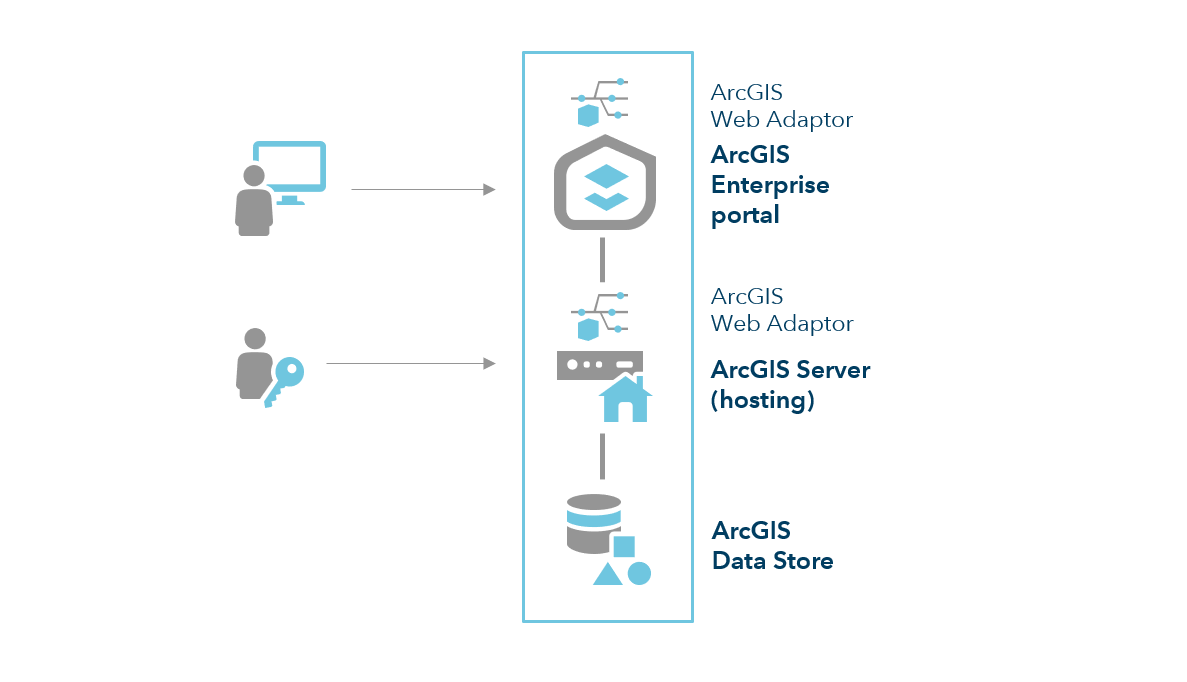 ArcGIS
Web Adaptor
ArcGIS
Enterprise
portal
ArcGIS
Web Adaptor
ArcGIS Server
(hosting)
ArcGIS
Data Store